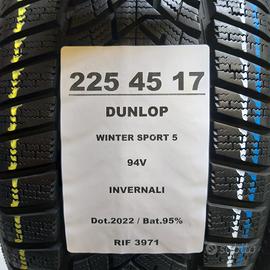 225 45 17
DUNLOP
WINTER SPORT 5
94V
INVERNALI
Dot.2022 / Bat.95%
RIF 3971